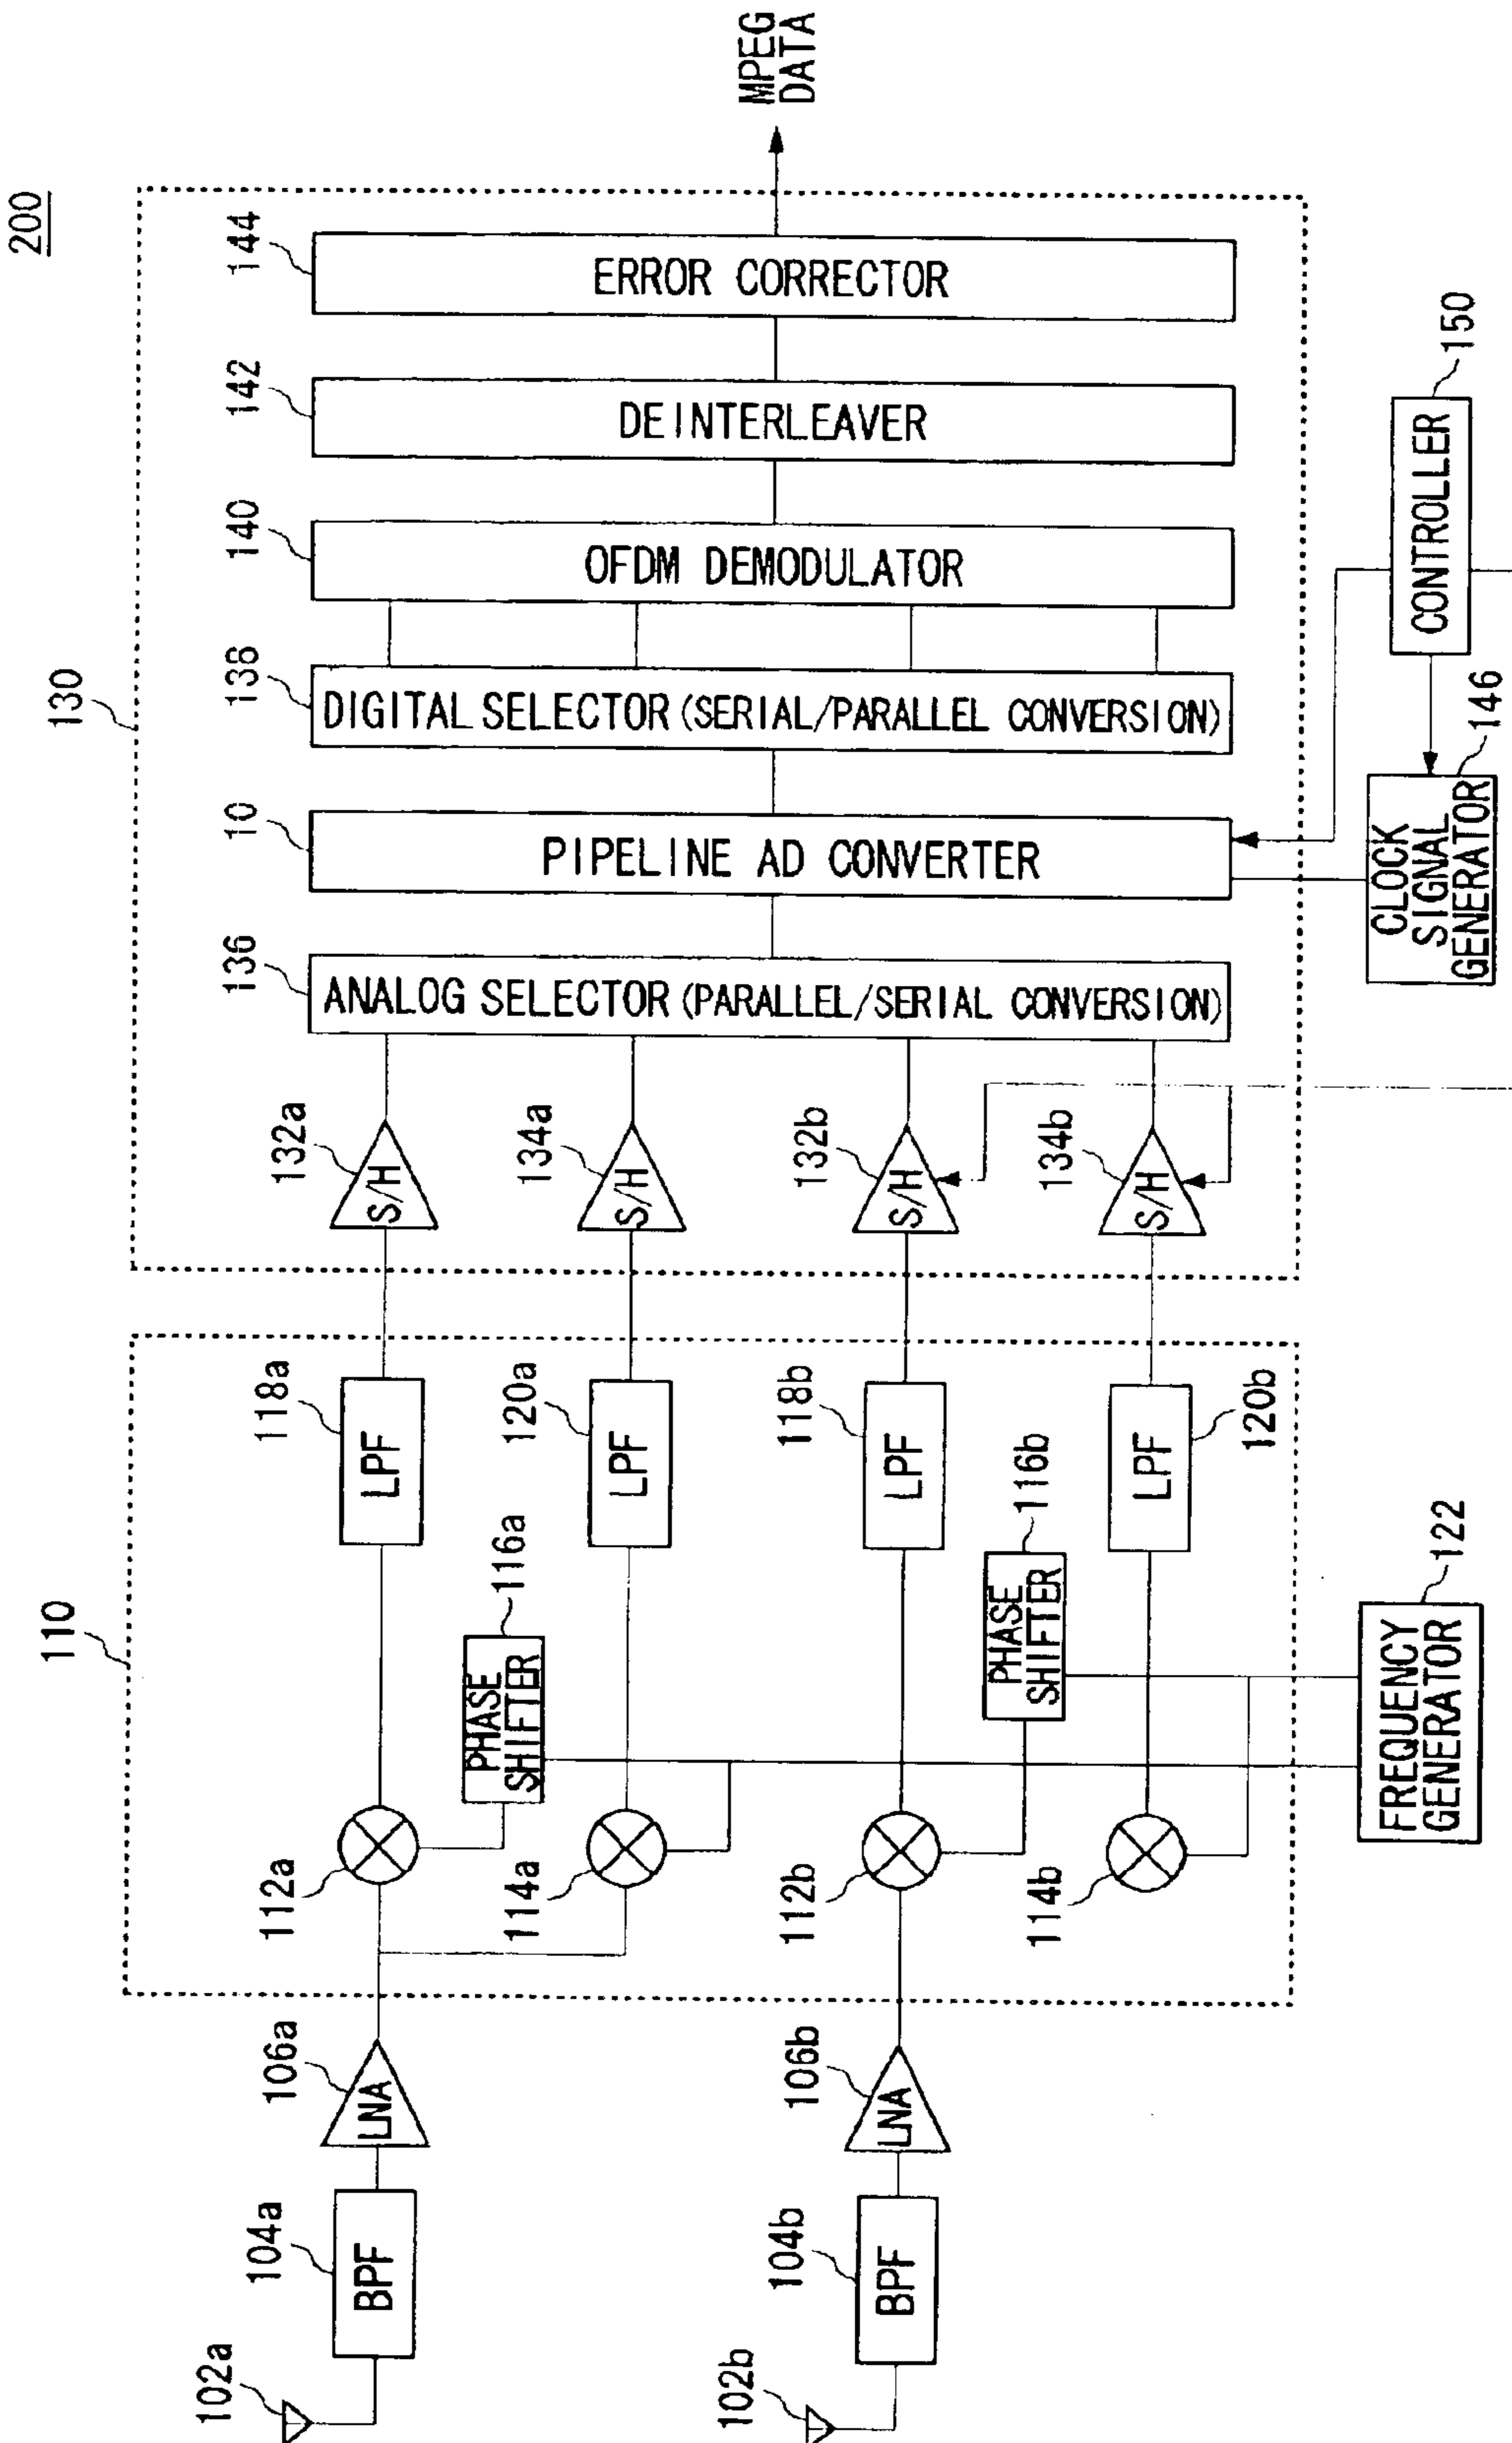 200
110
130
102a
104a
BPF
106a
LNA
112a
114a
PHASE
SHIFTER
116a
118a
LPF
120a
LPF
132a
S/H
134a
S/H
136
ANALOG SELECTOR (PARALLEL/SERIAL CONVERSION)
10
PIPELINE AD CONVERTER
138
DIGITAL SELECTOR (SERIAL/PARALLEL CONVERSION)
140
OFDM DEMODULATOR
142
DEINTERLEAVER
144
ERROR CORRECTOR
MPEG
DATA
102b
104b
BPF
106b
LNA
112b
114b
PHASE
SHIFTER
116b
118b
LPF
120b
LPF
132b
S/H
134b
S/H
FREQUENCY
GENERATOR
122
CLOCK
SIGNAL
GENERATOR
146
CONTROLLER
150